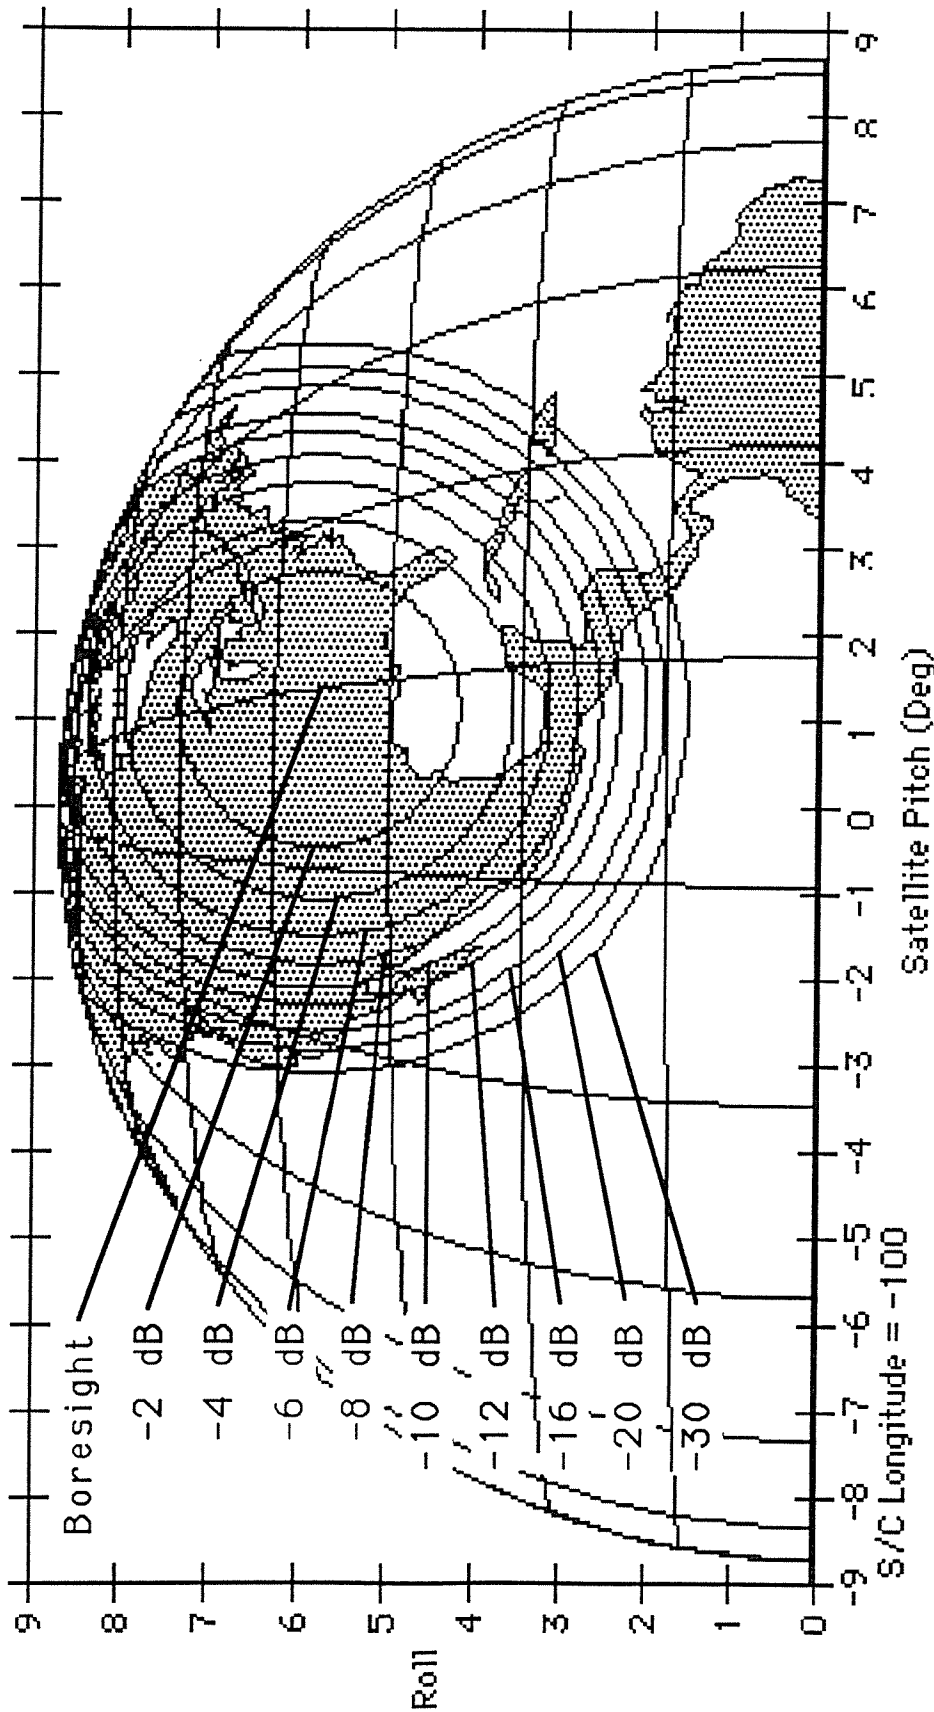 Boresight
-2 dB
-4 dB
-6 dB
-8 dB
-10 dB
-12 dB
-16 dB
-20 dB
-30 dB
9
8
7
6
5
4
3
2
1
0
Roll
-9 -8 -7 -6 -5 -4 -3 -2 -1 0 1 2 3 4 5 6 7 8 9
S/C Longitude = -100
Satellite Pitch (Deg)